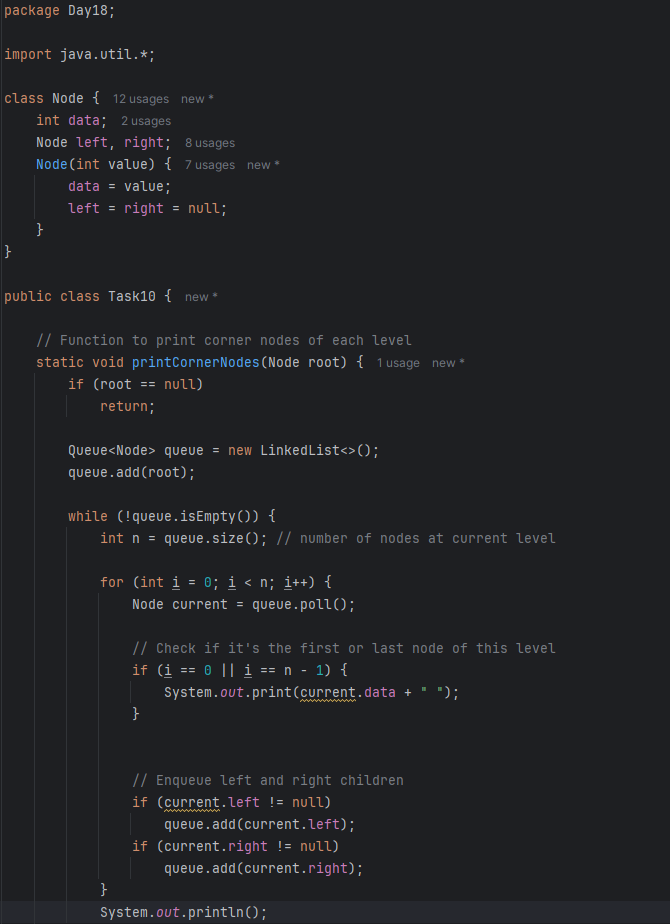 package Day18;
import java.util.*;
class Node {  12 usages  new *
    int data;  2 usages
    Node left, right;  8 usages
    Node(int value) {  7 usages  new *
        data = value;
        left = right = null;
    }
}
public class Task10 {  new *
    // Function to print corner nodes of each level
    static void printCornerNodes(Node root) {  1 usage  new *
        if (root == null)
            return;
        Queue<Node> queue = new LinkedList<>();
        queue.add(root);
        while (!queue.isEmpty()) {
            int n = queue.size(); // number of nodes at current level
            for (int i = 0; i < n; i++) {
                Node current = queue.poll();
                // Check if it's the first or last node of this level
                if (i == 0 || i == n - 1) {
                    System.out.print(current.data + " ");
                }
                // Enqueue left and right children
                if (current.left != null)
                    queue.add(current.left);
                if (current.right != null)
                    queue.add(current.right);
            }
            System.out.println();